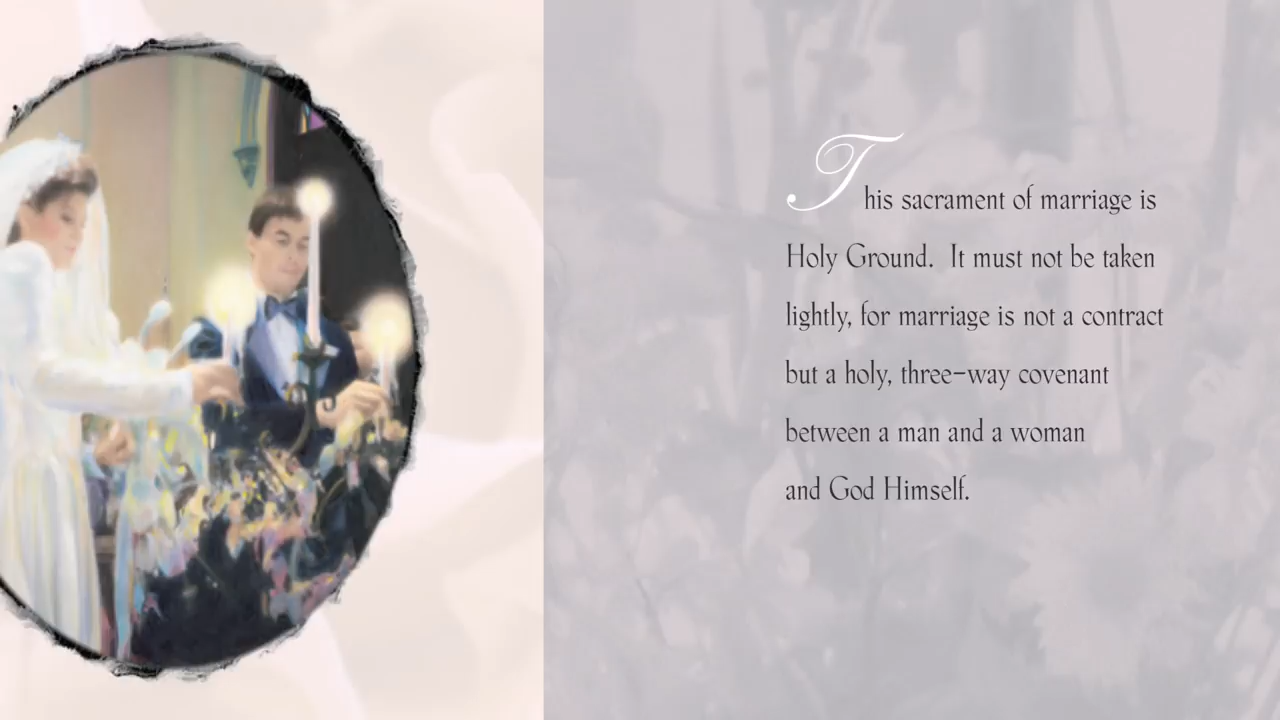 This sacrament of marriage is
Holy Ground.  It must not be taken
lightly, for marriage is not a contract
but a holy, three-way covenant
between a man and a woman
and God Himself.